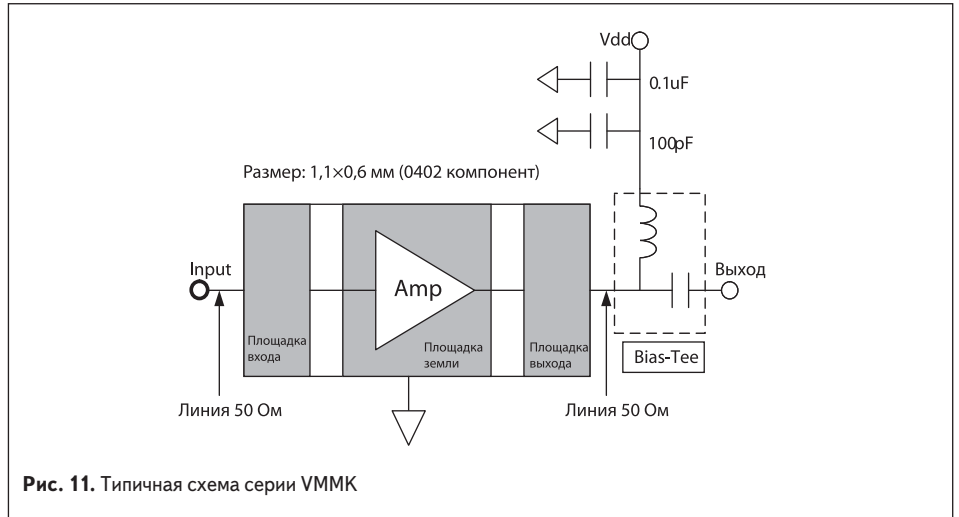 Vdd
0.1uF
100pF
Размер: 1,1×0,6 мм (0402 компонент)
Input
Amp
Выход
Площадка
входа
Площадка
земли
Площадка
выхода
Bias-Tee
Линия 50 Ом
Линия 50 Ом
Рис. 11. Типичная схема серии VMMK